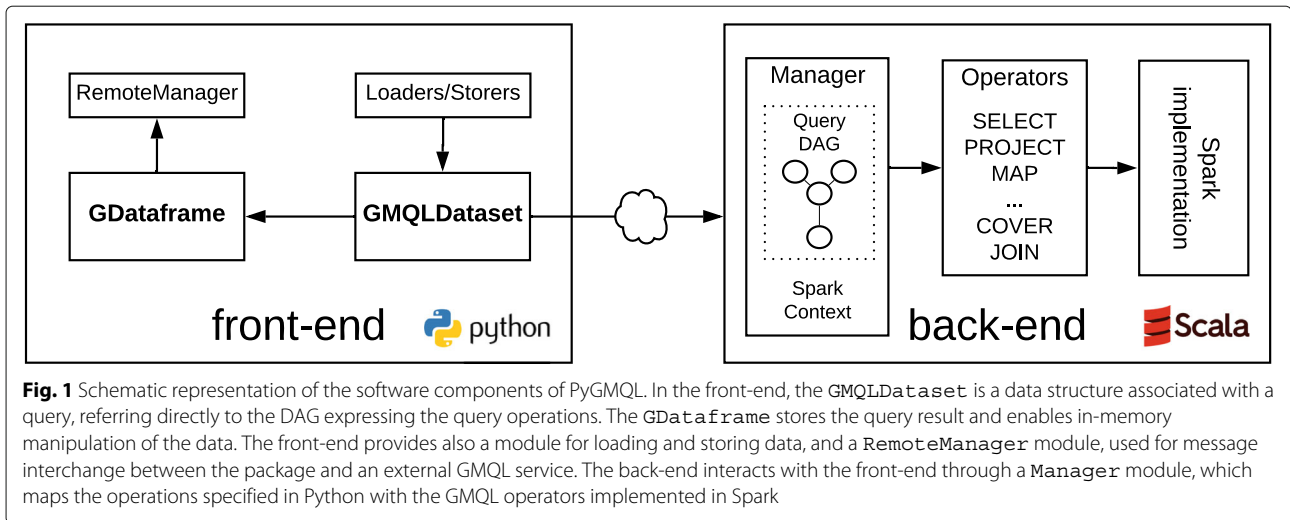 RemoteManager
Loaders/Storers
GDataframe
GMQLDataset
front-end
python
Manager
Query
DAG
Spark
Context
Operators
SELECT
PROJECT
MAP
...
COVER
JOIN
Spark
implementation
back-end
Scala
Fig. 1 Schematic representation of the software components of PyGMQL. In the front-end, the GMQLDataset is a data structure associated with a
query, referring directly to the DAG expressing the query operations. The GDataframe stores the query result and enables in-memory
manipulation of the data. The front-end provides also a module for loading and storing data, and a RemoteManager module, used for message
interchange between the package and an external GMQL service. The back-end interacts with the front-end through a Manager module, which
maps the operations specified in Python with the GMQL operators implemented in Spark